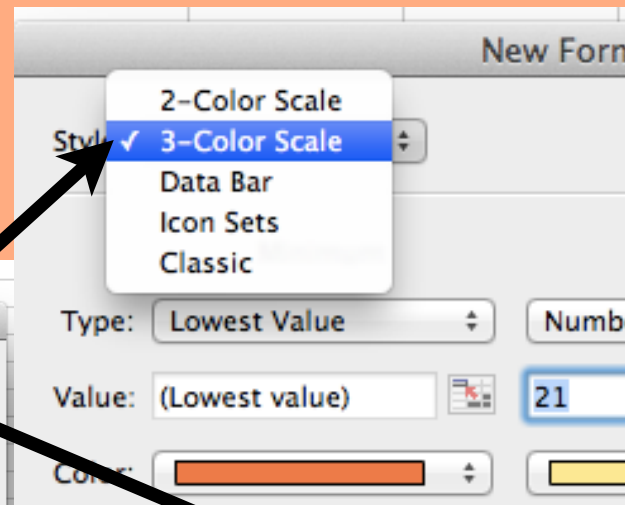 New Form
2-Color Scale
Style ✓ 3-Color Scale
Data Bar
Icon Sets
Classic
Type: Lowest Value Numb
Value: (Lowest value) 21
Color: